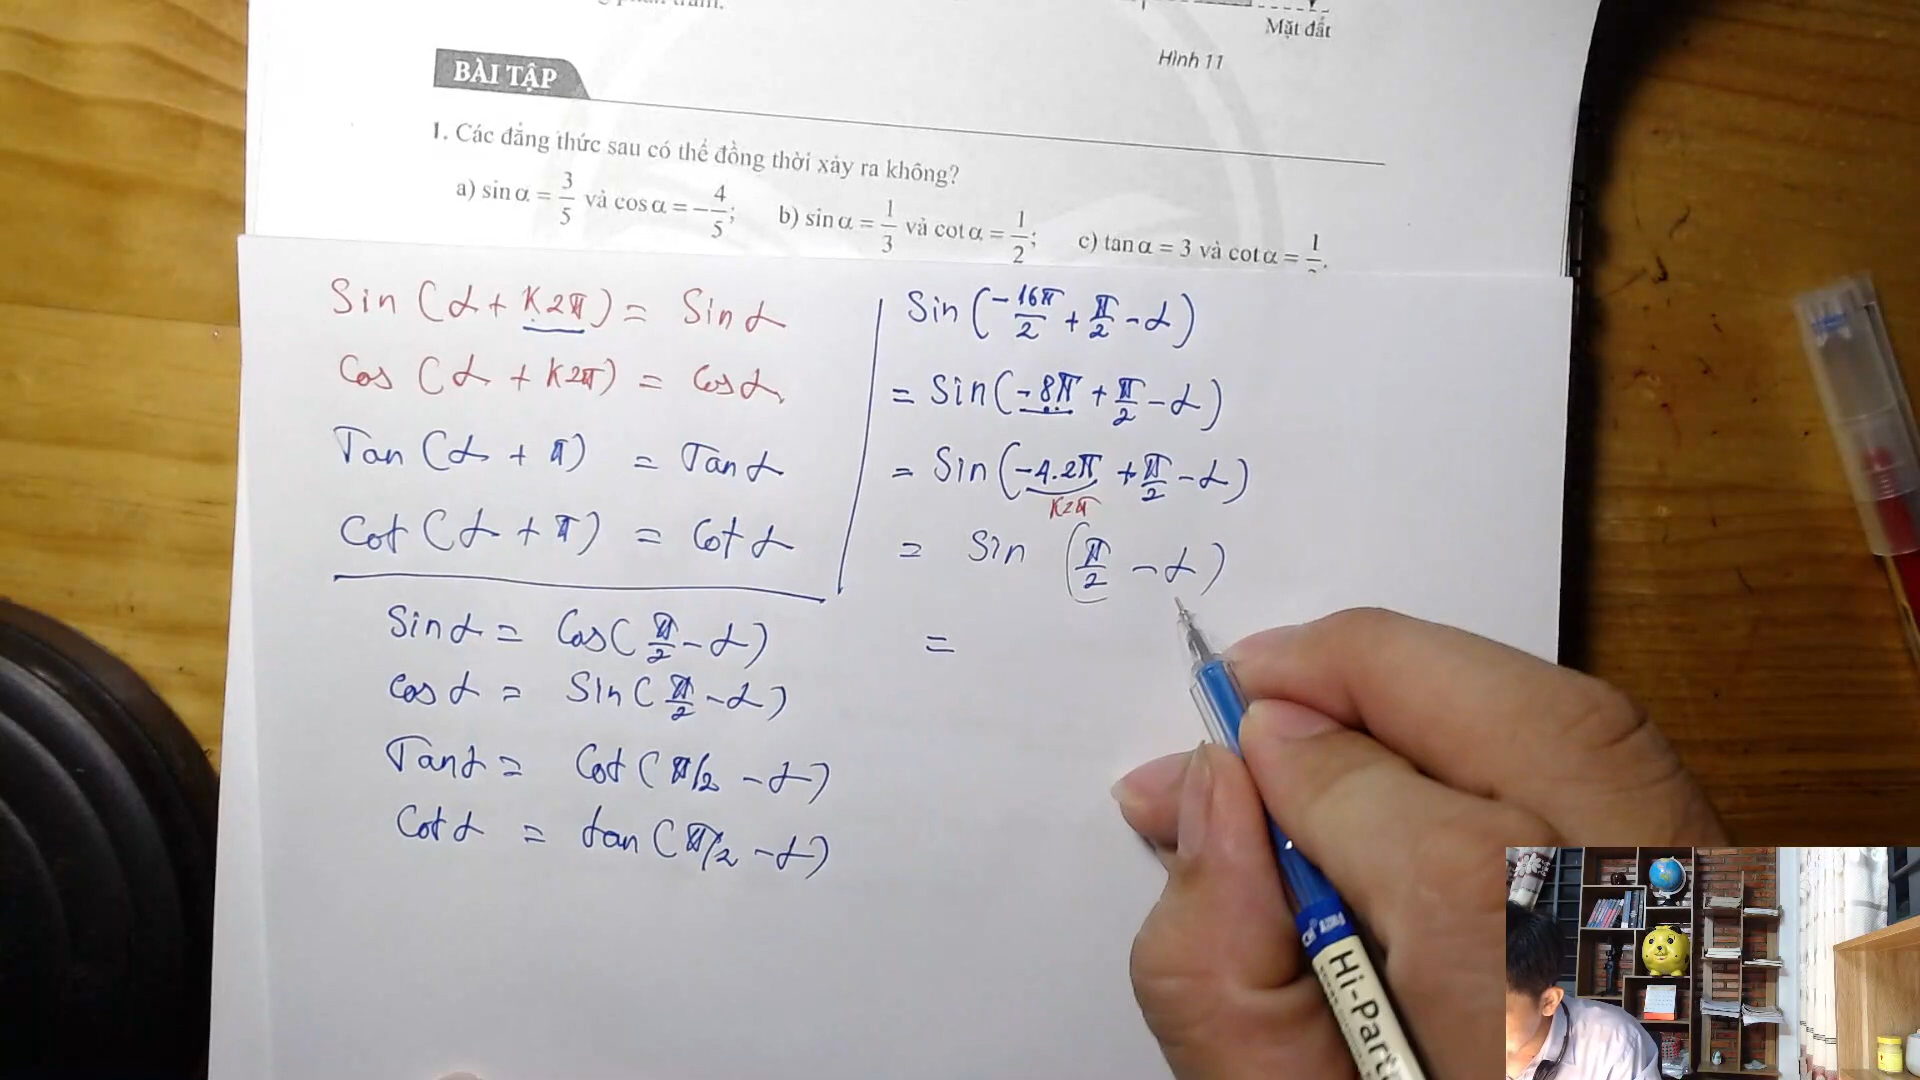 Mặt đất
Hình 11
BÀI TẬP
1. Các đẳng thức sau có thể đồng thời xảy ra không?
a) sin α = 3/5 và cos α = -4/5; b) sin α = 1/3 và cot α = 1/2; c) tan α = 3 và cot α =
Sin (α + K2π) = Sin α
Cos (α + K2π) = Cos α
Tan (α + π) = Tan α
Cot (α + π) = Cot α
Sin α = Cos (π/2 - α)
Cos α = Sin (π/2 - α)
Tan α = Cot (π/2 - α)
Cot α = tan (π/2 - α)
Sin (-16π/2 + π/2 - α)
= Sin (-8π + π/2 - α)
= Sin (-4.2π + π/2 - α)
K2π
= Sin (π/2 - α)
=
Hi-Part